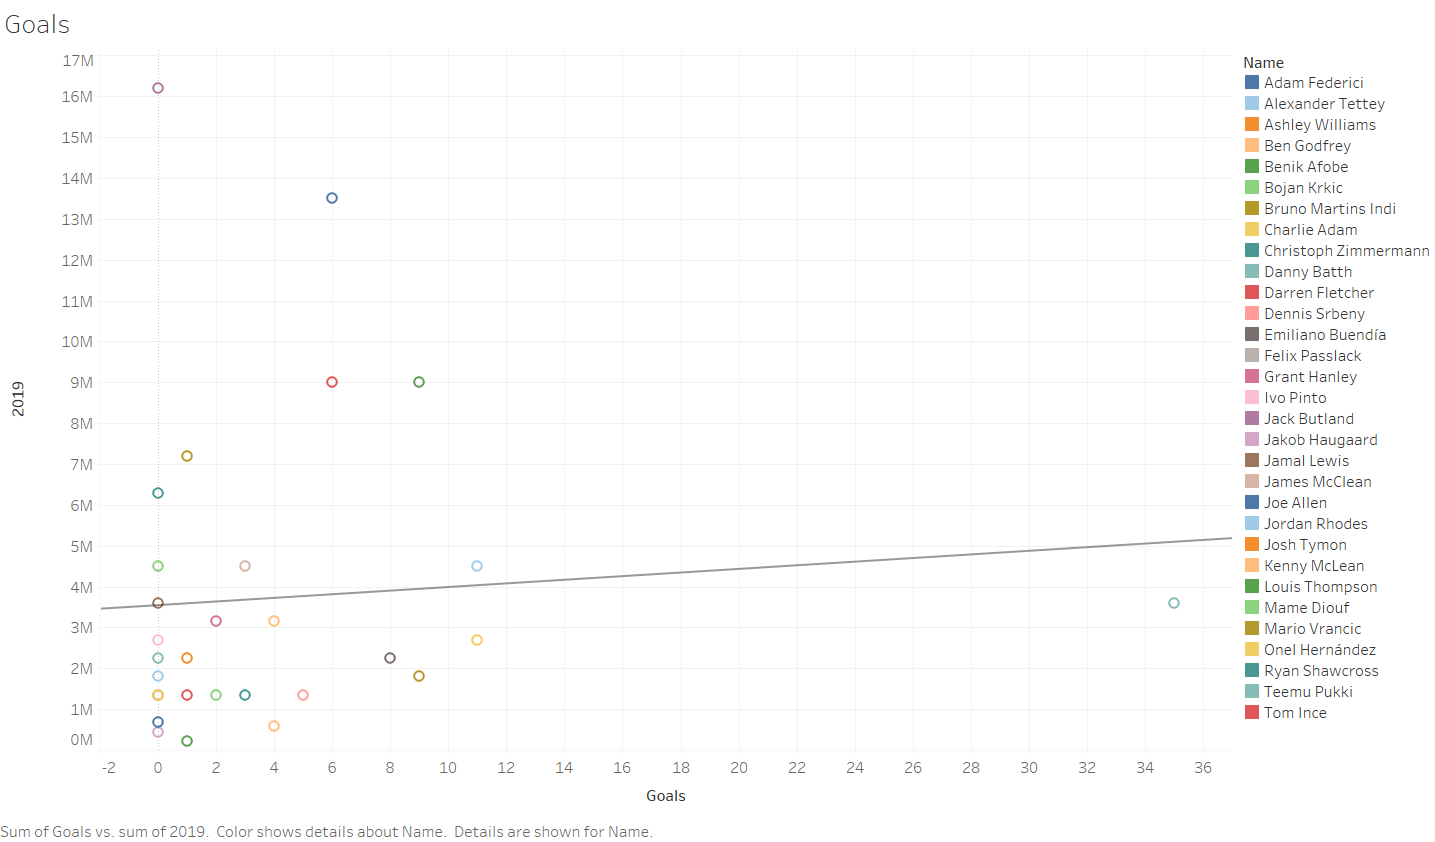 Goals
17M
16M
15M
14M
13M
12M
11M
10M
9M
8M
7M
6M
5M
4M
3M
2M
1M
0M
2019
-2 0 2 4 6 8 10 12 14 16 18 20 22 24 26 28 30 32 34 36
Goals
Name
Adam Federici
Alexander Tettey
Ashley Williams
Ben Godfrey
Benik Afobe
Bojan Krkic
Bruno Martins Indi
Charlie Adam
Christoph Zimmermann
Danny Batth
Darren Fletcher
Dennis Srbeny
Emiliano Buendía
Felix Passlack
Grant Hanley
Ivo Pinto
Jack Butland
Jakob Haugaard
Jamal Lewis
James McClean
Joe Allen
Jordan Rhodes
Josh Tymon
Kenny McLean
Louis Thompson
Mame Diouf
Mario Vrancic
Onel Hernández
Ryan Shawcross
Teemu Pukki
Tom Ince
Sum of Goals vs. sum of 2019. Color shows details about Name. Details are shown for Name.